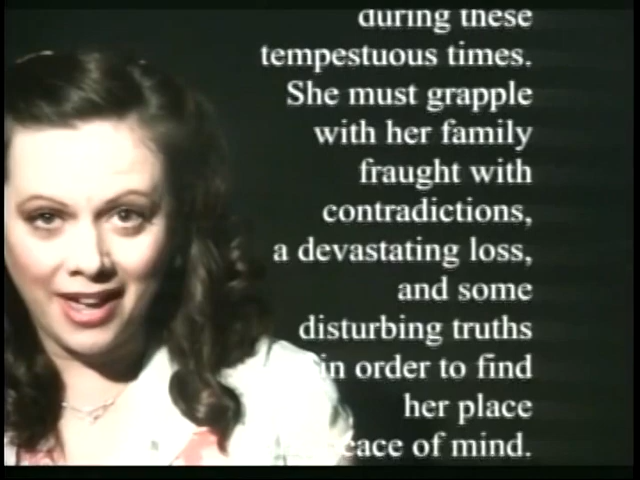 during these
tempestuous times.
She must grapple
with her family
fraught with
contradictions,
a devastating loss,
and some
disturbing truths
in order to find
her place
of mind.